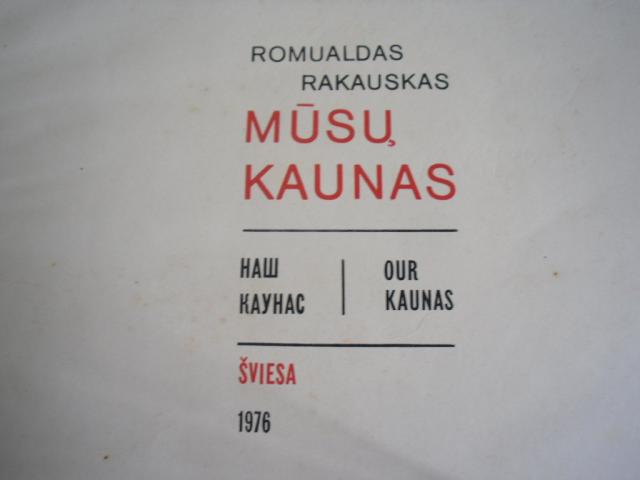 ROMUALDAS
RAKAUSKAS
MŪSŲ
KAUNAS
НАШ
КАУНАС
OUR
KAUNAS
ŠVIESA
1976